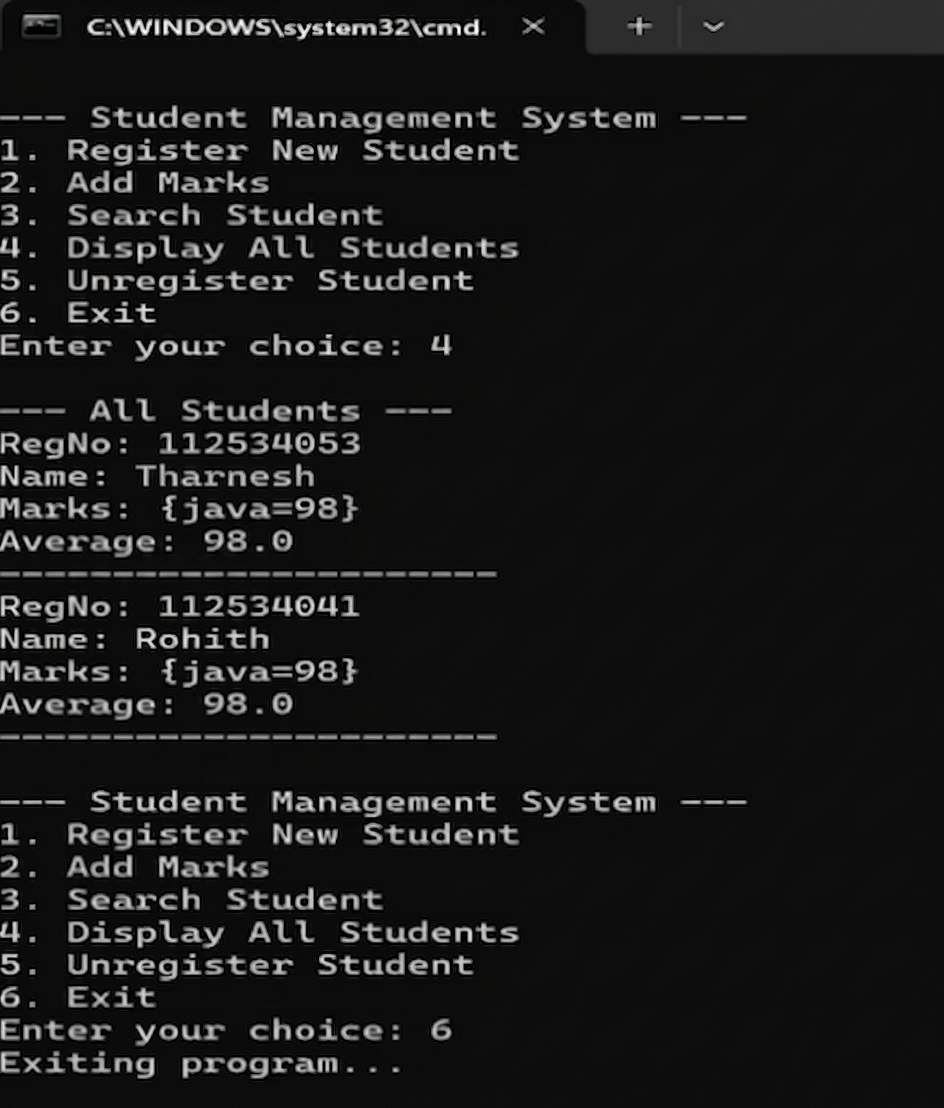 C:\WINDOWS\system32\cmd.
--- Student Management System ---
1. Register New Student
2. Add Marks
3. Search Student
4. Display All Students
5. Unregister Student
6. Exit
Enter your choice: 4
--- All Students ---
RegNo: 112534053
Name: Tharnesh
Marks: {java=98}
Average: 98.0
----------------------
RegNo: 112534041
Name: Rohith
Marks: {java=98}
Average: 98.0
----------------------
--- Student Management System ---
1. Register New Student
2. Add Marks
3. Search Student
4. Display All Students
5. Unregister Student
6. Exit
Enter your choice: 6
Exiting program...